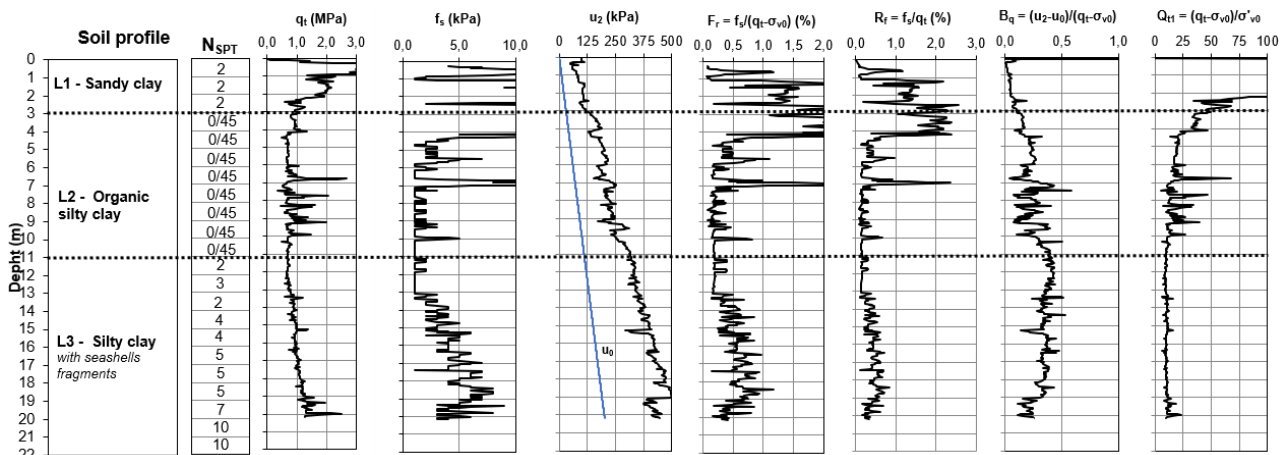 Soil profile
N_SPT
qt (MPa)
0,0 1,0 2,0 3,0
fs (kPa)
0,0 5,0 10,0
u2 (kPa)
0 125 250 375 500
Fr = fs/(qt-σv0) (%)
0,0 0,5 1,0 1,5 2,0
Rf = fs/qt (%)
0,0 1,0 2,0 3,0 4,0
Bq = (u2-u0)/(qt-σv0)
0,0 0,5 1,0
Qt1 = (qt-σv0)/σ'v0
0 25 50 75 100
Depht (m)
0
1
2
3
4
5
6
7
8
9
10
11
12
13
14
15
16
17
18
19
20
21
22
L1 - Sandy clay
L2 - Organic
silty clay
L3 - Silty clay
with seashells
fragments
2
2
2
0/45
0/45
0/45
0/45
0/45
0/45
0/45
0/45
2
3
2
4
4
5
5
5
7
10
10
u0